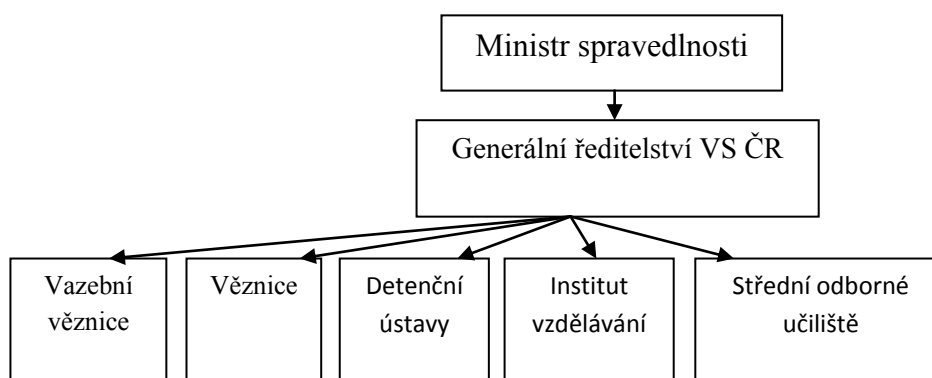 Ministr spravedlnosti
Generální ředitelství VS ČR
Vazební
věznice
Věznice
Detenční
ústavy
Institut
vzdělávání
Střední odborné
učiliště